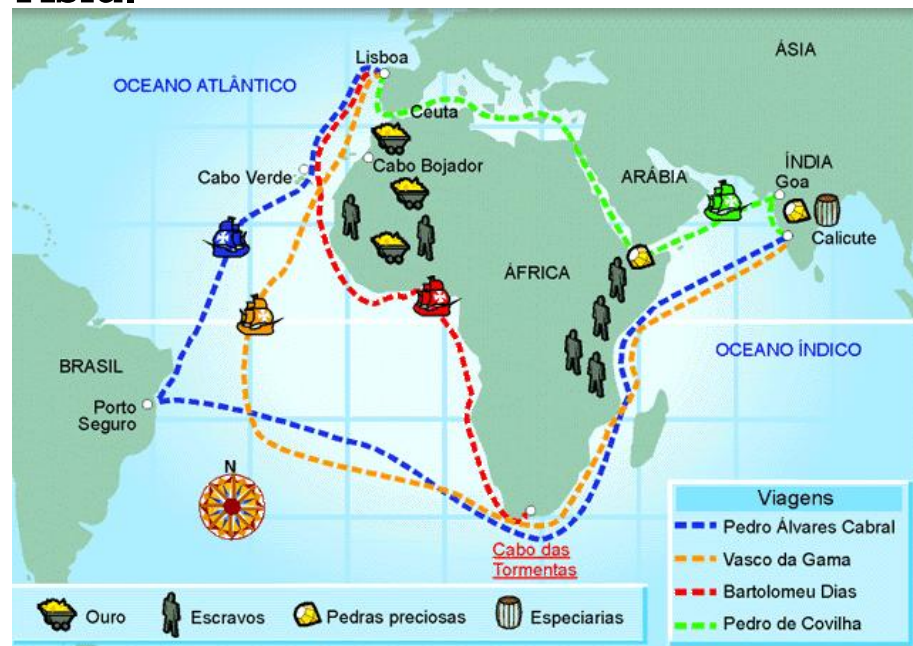 Lisboa
ÁSIA
OCEANO ATLÂNTICO
Ceuta
Cabo Bojador
Cabo Verde
ARÁBIA
ÍNDIA
Goa
Calicute
ÁFRICA
BRASIL
OCEANO ÍNDICO
Porto
Seguro
N
Cabo das
Tormentas
Viagens
Pedro Álvares Cabral
Vasco da Gama
Bartolomeu Dias
Pedro de Covilha
Ouro
Escravos
Pedras preciosas
Especiarias